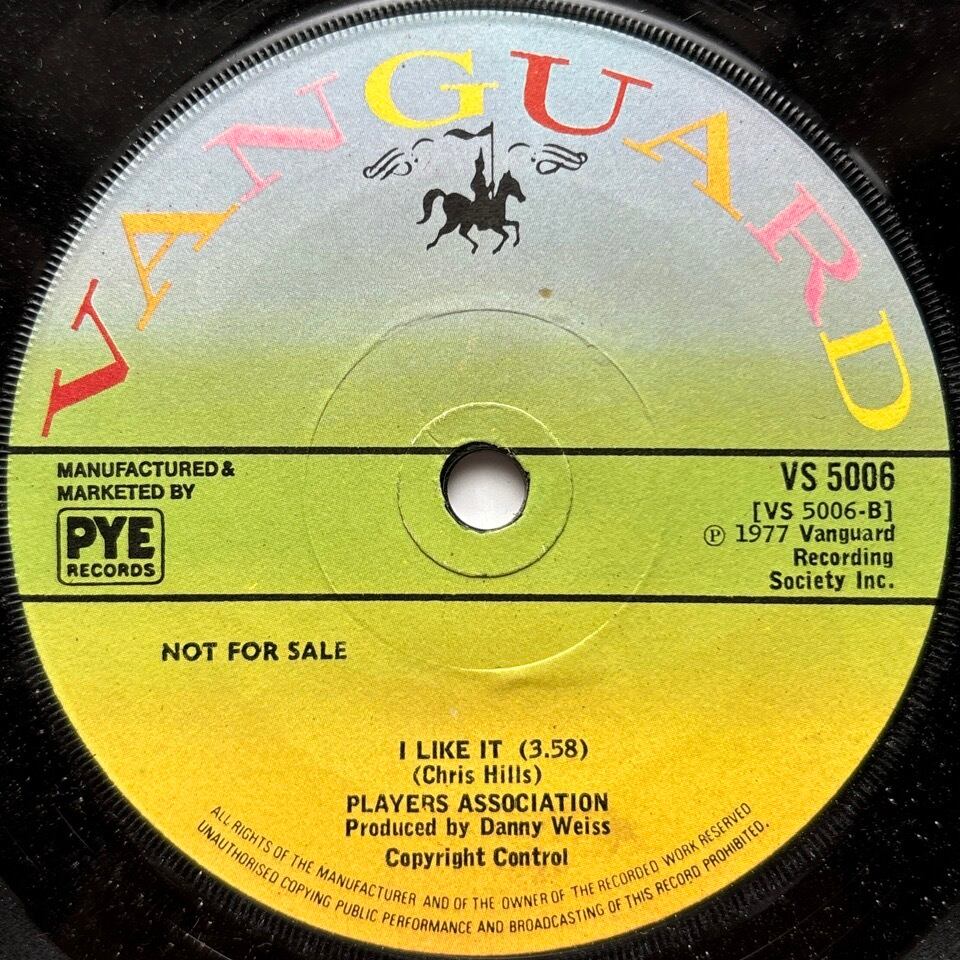 VANGUARD
MANUFACTURED &
MARKETED BY
PYE
RECORDS
VS 5006
[VS 5006-B]
℗ 1977 Vanguard
Recording
Society Inc.
NOT FOR SALE
I LIKE IT (3.58)
(Chris Hills)
PLAYERS ASSOCIATION
Produced by Danny Weiss
Copyright Control
ALL RIGHTS OF THE MANUFACTURER AND OF THE OWNER OF THE RECORDED WORK RESERVED
UNAUTHORISED COPYING PUBLIC PERFORMANCE AND BROADCASTING OF THIS RECORD PROHIBITED.